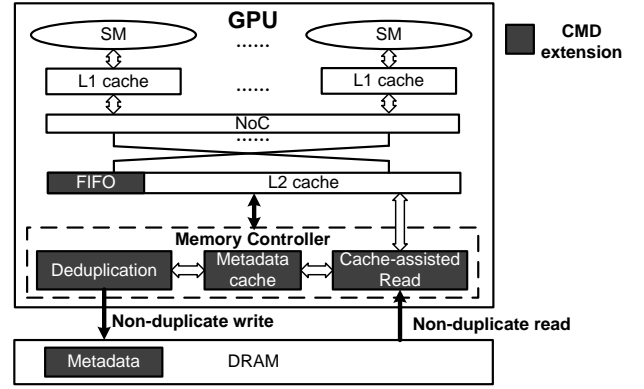 GPU
CMD
extension
SM
......
SM
L1 cache
......
L1 cache
NoC
......
FIFO
L2 cache
Memory Controller
Deduplication
Metadata
cache
Cache-assisted
Read
Non-duplicate write
Non-duplicate read
Metadata
DRAM